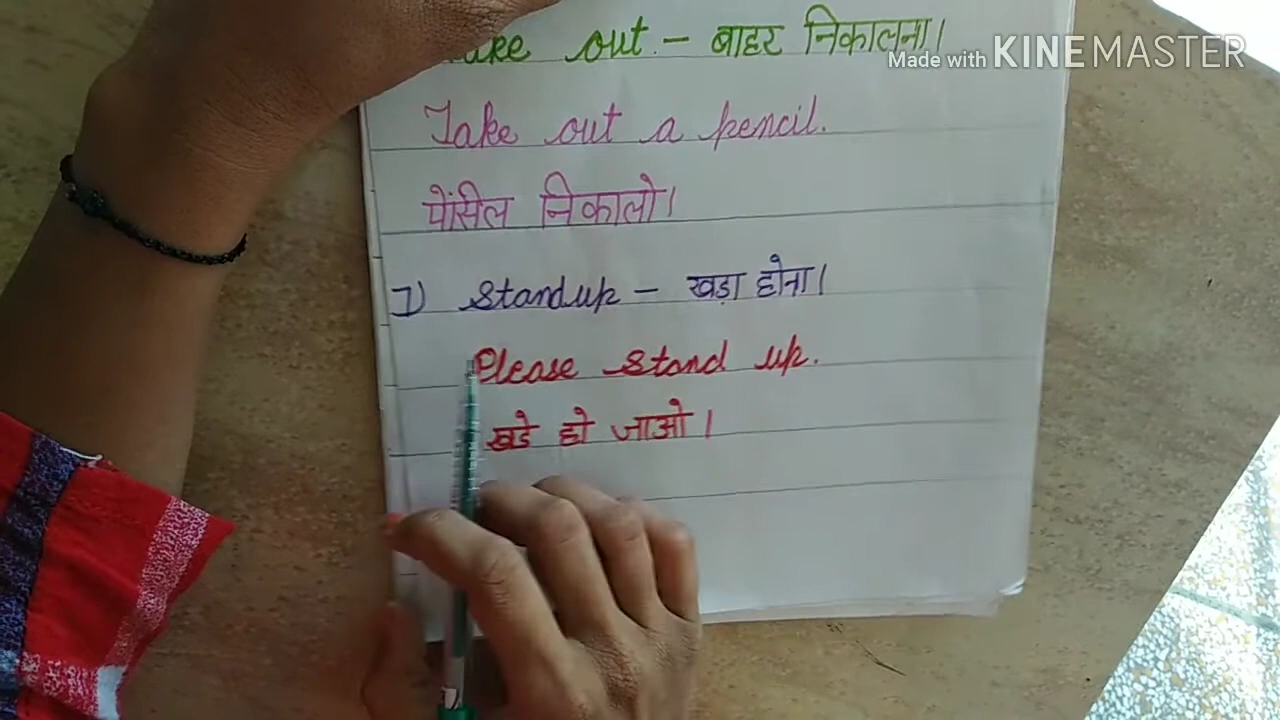 out - बाहर निकालना।
Made with KINEMASTER
Take out a pencil.
पेंसिल निकालो।
7) Standup - खड़ा होना।
Please stand up.
खडे हो जाओ।